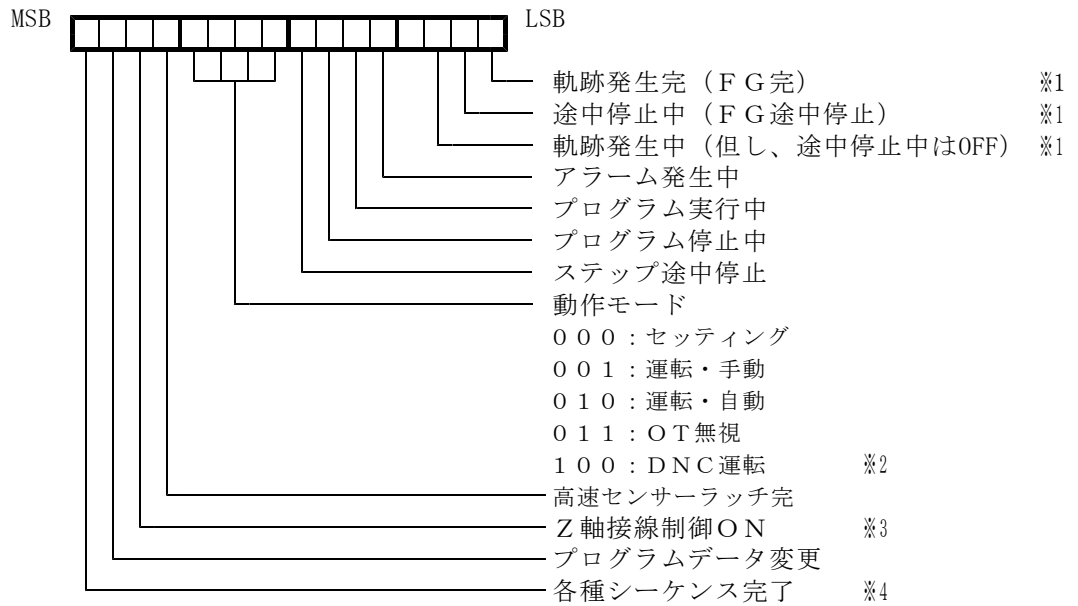 MSB LSB
軌跡発生完（ＦＧ完） ※1
途中停止中（ＦＧ途中停止） ※1
軌跡発生中（但し、途中停止中はOFF） ※1
アラーム発生中
プログラム実行中
プログラム停止中
ステップ途中停止
動作モード
０００：セッティング
００１：運転・手動
０１０：運転・自動
０１１：ＯＴ無視
１００：ＤＮＣ運転 ※2
高速センサーラッチ完
Ｚ軸接線制御ＯＮ ※3
プログラムデータ変更
各種シーケンス完了 ※4